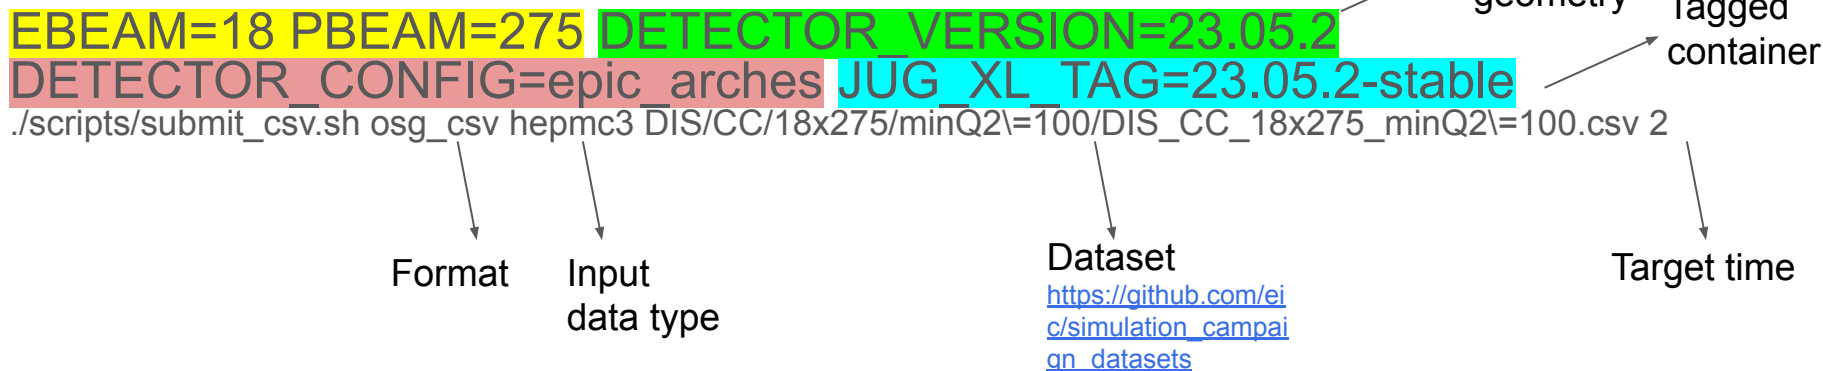 geometry
Tagged
container
EBEAM=18 PBEAM=275 DETECTOR_VERSION=23.05.2
DETECTOR_CONFIG=epic_arches JUG_XL_TAG=23.05.2-stable
./scripts/submit_csv.sh osg_csv hepmc3 DIS/CC/18x275/minQ2\=100/DIS_CC_18x275_minQ2\=100.csv 2
Format
Input
data type
Dataset
https://github.com/ei
c/simulation_campai
gn_datasets
Target time